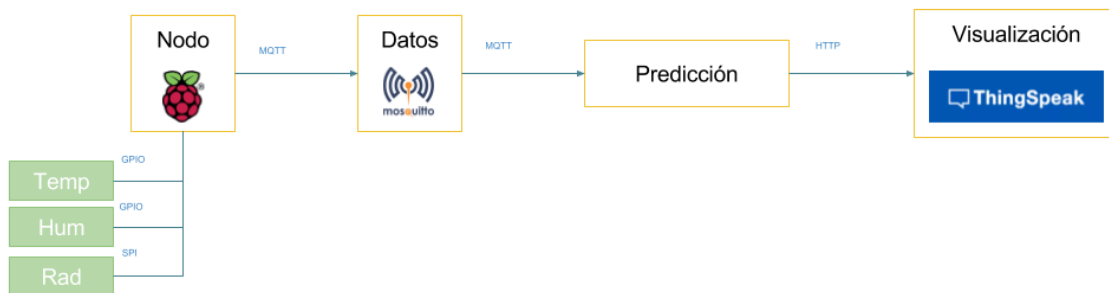 Nodo
MQTT
Datos
mosquitto
MQTT
Predicción
HTTP
Visualización
ThingSpeak
GPIO
Temp
GPIO
Hum
SPI
Rad
®